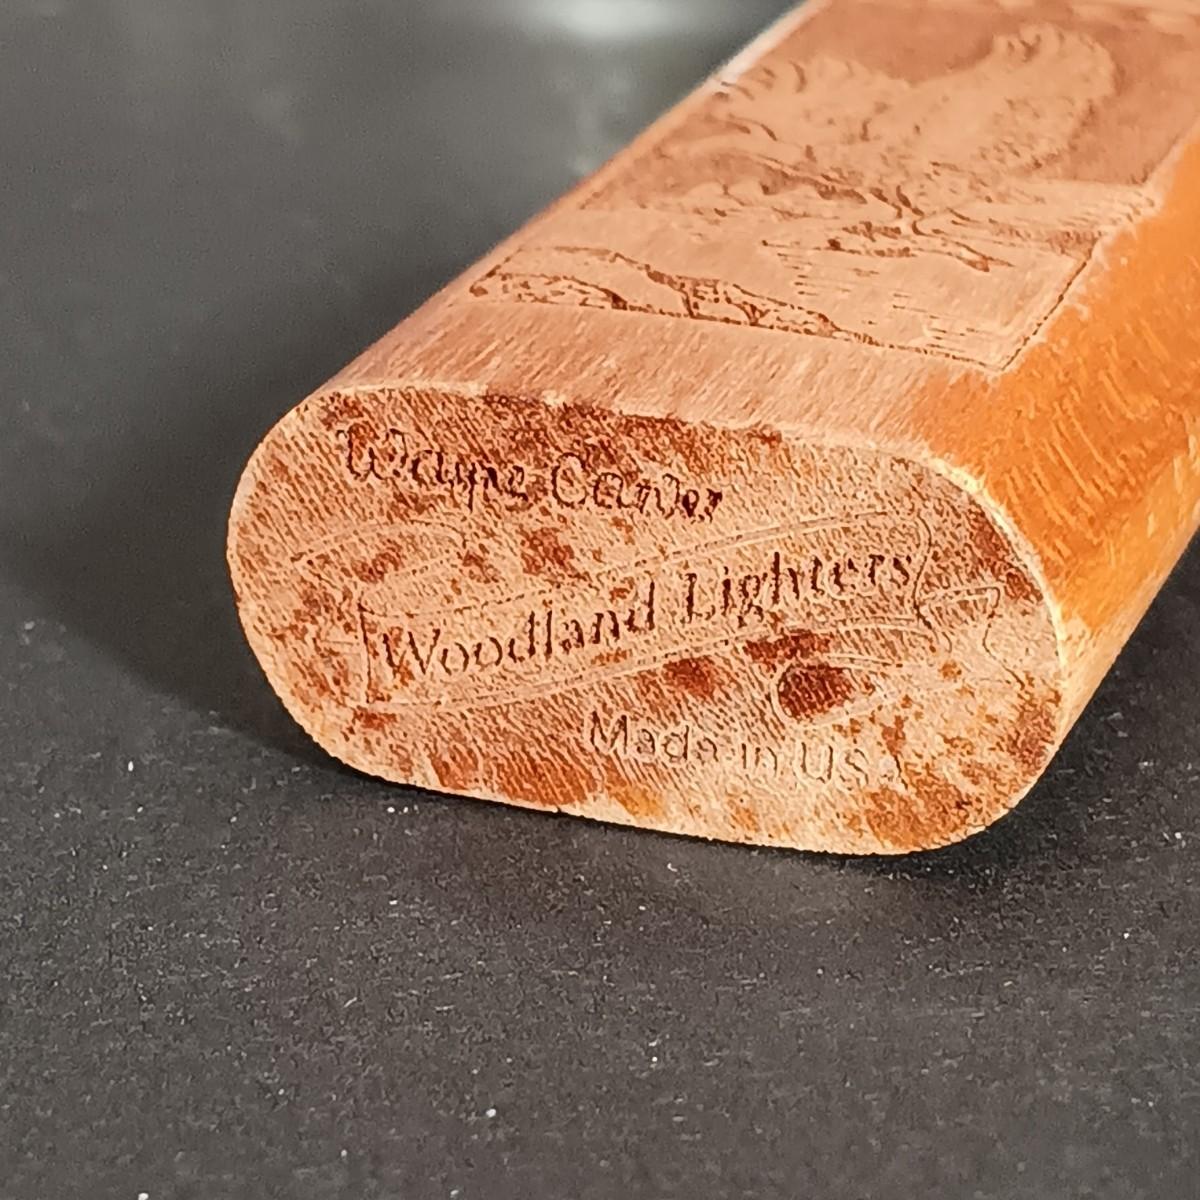 Wayne Carver
Woodland Lighters
Made in USA